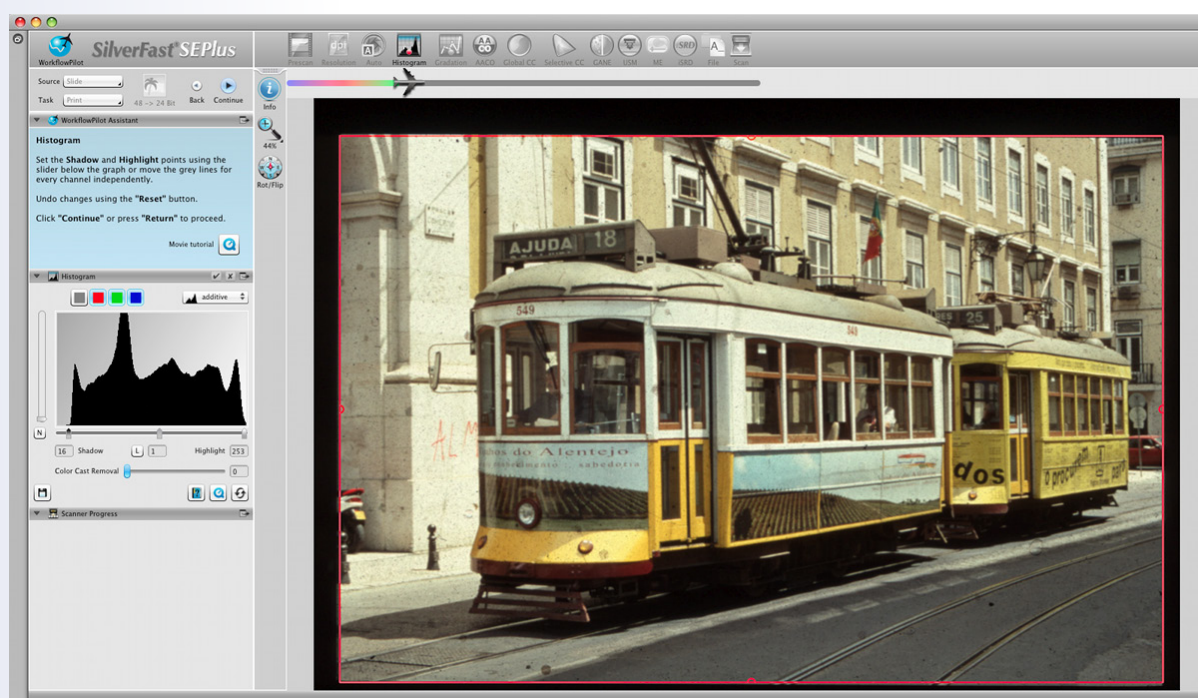 WorkflowPilot
SilverFast® SEPlus
Prescan Resolution Auto Histogram Gradation AACO Global CC Selective CC GANE USM ME iSRD File Scan
Source Slide
Task Print
48 -> 24 Bit
Back Continue
Info
44%
Rot/Flip
WorkflowPilot Assistant
Histogram
Set the Shadow and Highlight points using the
slider below the graph or move the grey lines for
every channel independently.
Undo changes using the "Reset" button.
Click "Continue" or press "Return" to proceed.
Movie tutorial
Histogram
additive
N
16 Shadow L 1 Highlight 253
Color Cast Removal 0
Scanner Progress
AJUDA 18
25
549
549
do Alentejo
sabedoria
dos
o procuram
ALM